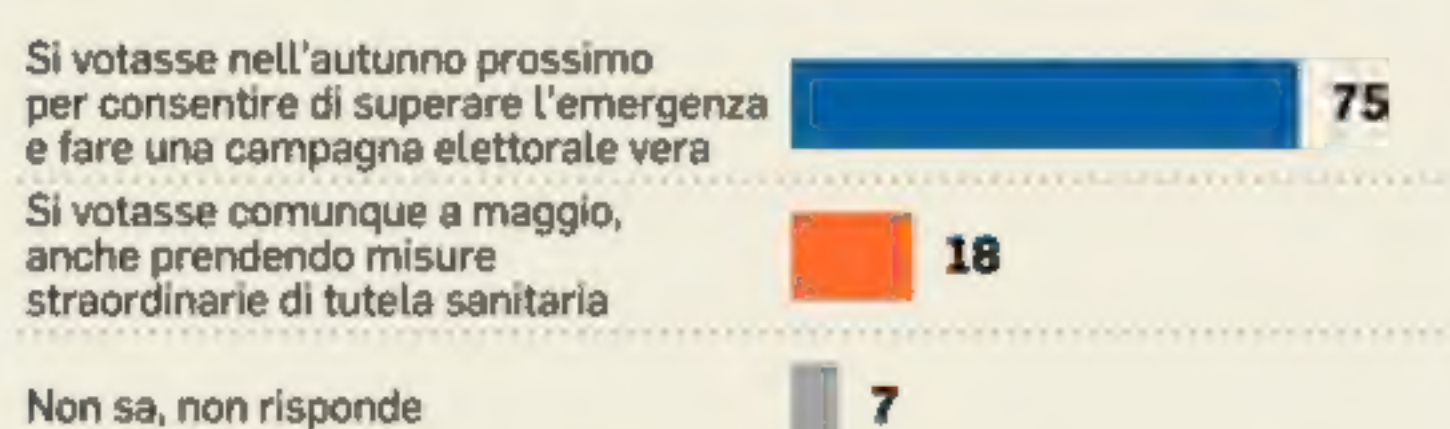 Si votasse nell'autunno prossimo
per consentire di superare l'emergenza
e fare una campagna elettorale vera
75
Si votasse comunque a maggio,
anche prendendo misure
straordinarie di tutela sanitaria
18
Non sa, non risponde
7